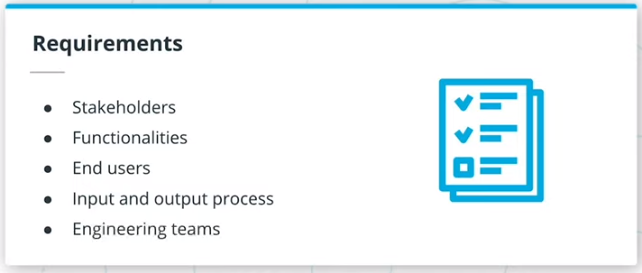 Requirements
● Stakeholders
● Functionalities
● End users
● Input and output process
● Engineering teams